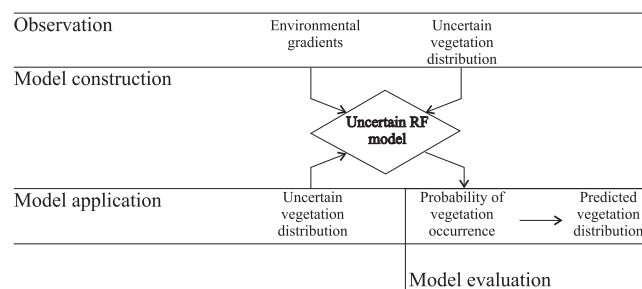 Observation
Environmental
gradients
Uncertain
vegetation
distribution
Model construction
Uncertain RF
model
Model application
Uncertain
vegetation
distribution
Probability of
vegetation
occurrence
Predicted
vegetation
distribution
Model evaluation